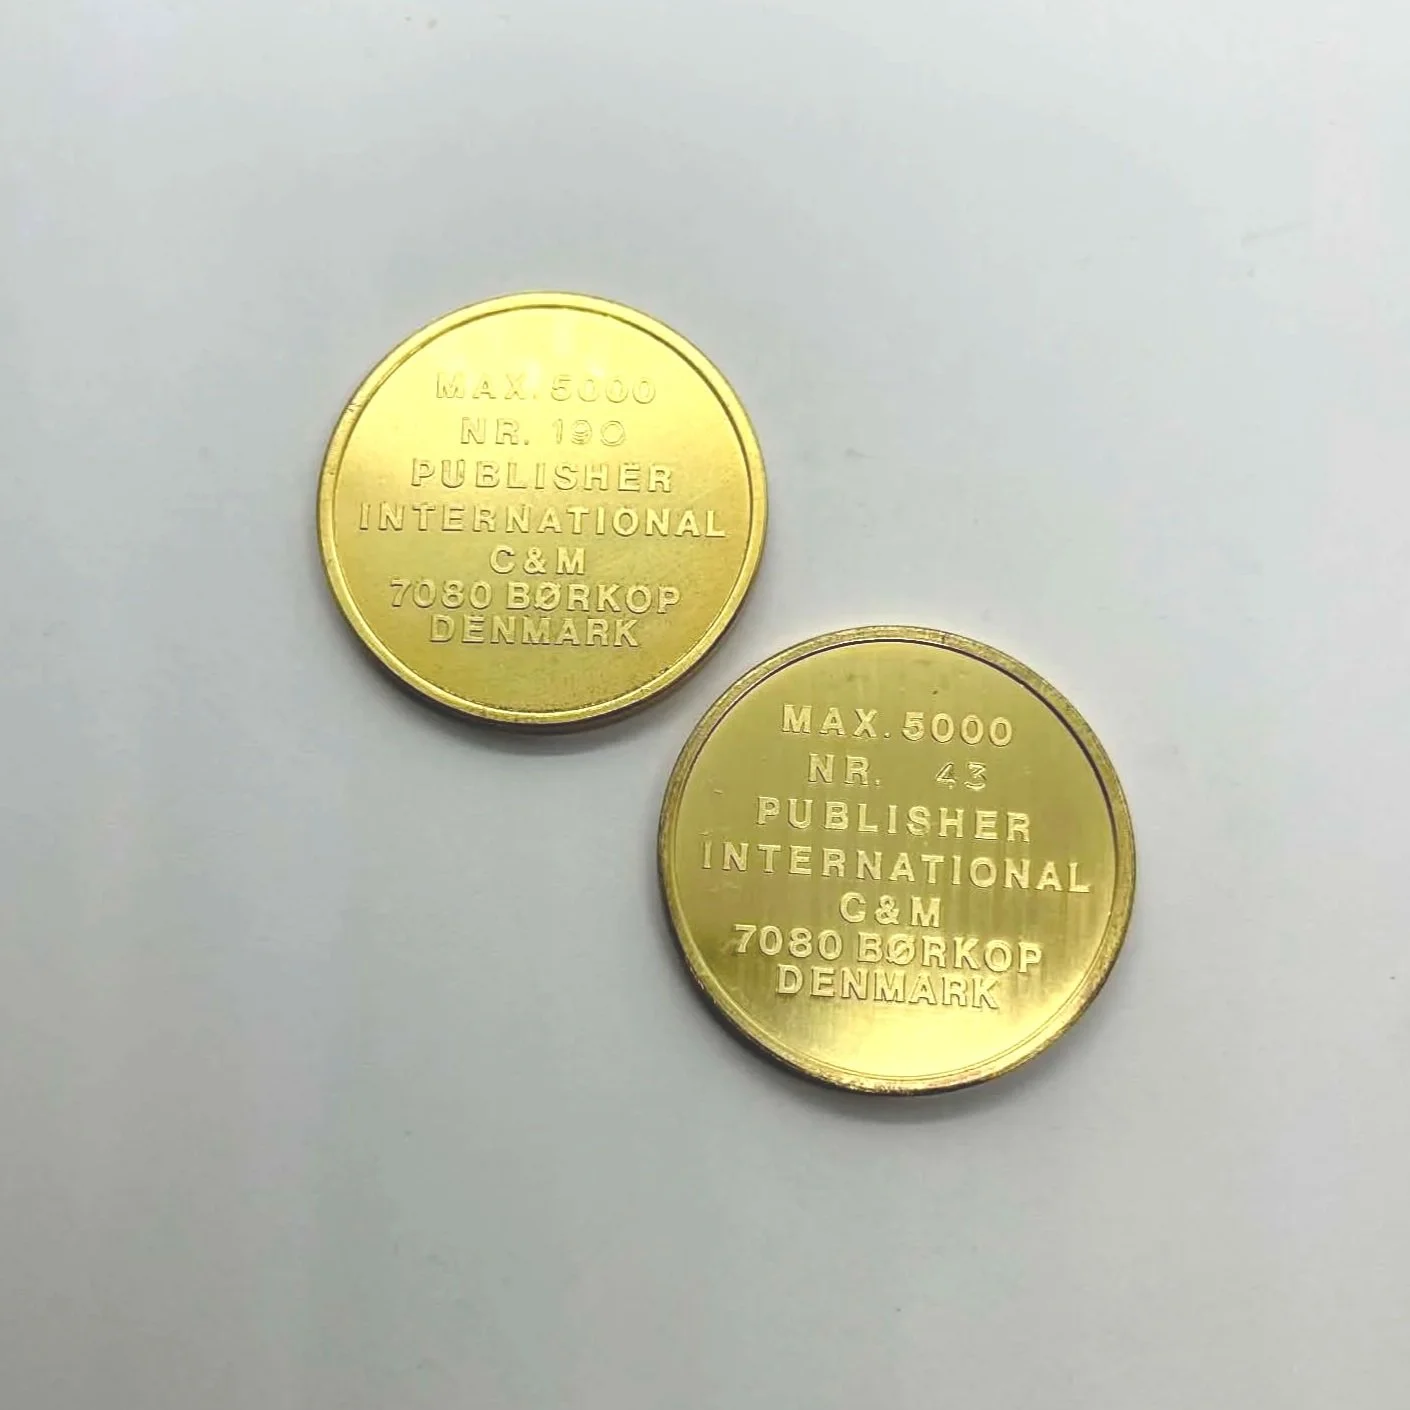 MAX. 5000
NR. 190
PUBLISHER
INTERNATIONAL
C&M
7080 BØRKOP
DENMARK
MAX. 5000
NR. 43
PUBLISHER
INTERNATIONAL
C&M
7080 BØRKOP
DENMARK